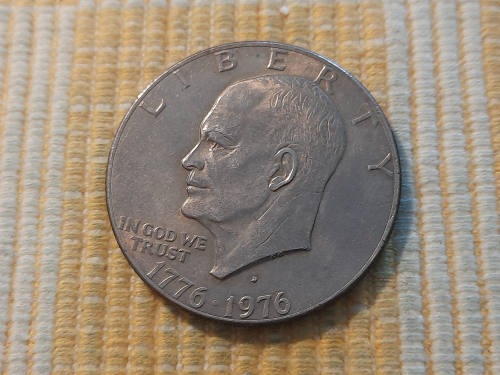 LIBERTY
IN GOD WE
TRUST
D
1776 · 1976